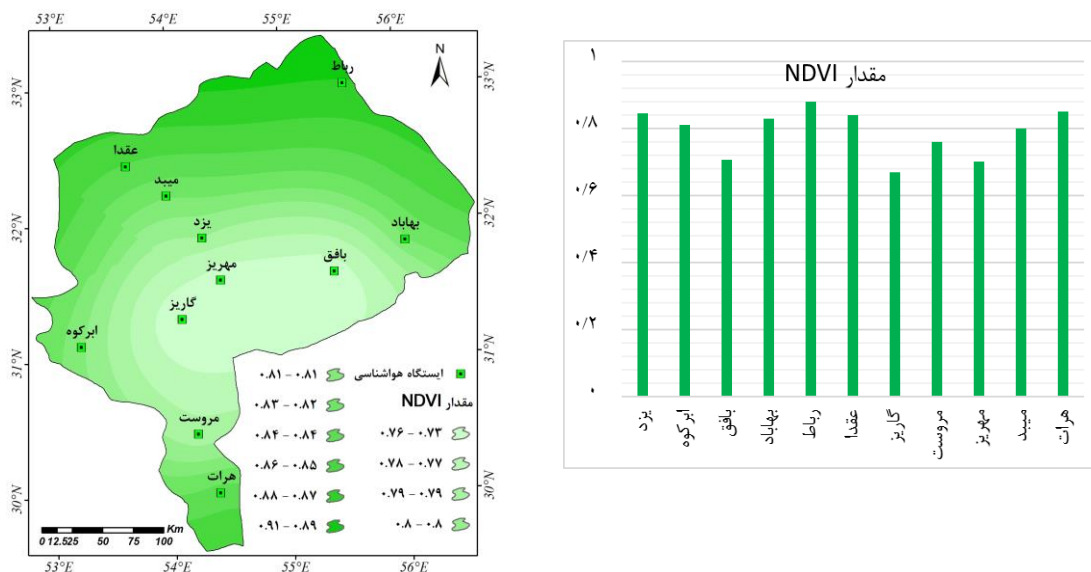 53°E 54°E 55°E 56°E
33°N 33°N
32°N 32°N
31°N 31°N
30°N 30°N
N
رباط
عقدا
میبد
یزد
بهاباد
مهریز
بافق
گاریز
ابرکوه
مروست
هرات
ایستگاه هواشناسی
مقدار NDVI
۰.۷۶ – ۰.۷۳
۰.۷۸ – ۰.۷۷
۰.۷۹ – ۰.۷۹
۰.۸ – ۰.۸
۰.۸۱ – ۰.۸۱
۰.۸۳ – ۰.۸۲
۰.۸۴ – ۰.۸۴
۰.۸۶ – ۰.۸۵
۰.۸۸ – ۰.۸۷
۰.۹۱ – ۰.۸۹
Km
0 12.525 50 75 100
53°E 54°E 55°E 56°E
مقدار NDVI
۱
۰/۸
۰/۶
۰/۴
۰/۲
۰
یزد
ابرکوه
بافق
بهاباد
رباط
عقدا
گاریز
مروست
مهریز
میبد
هرات